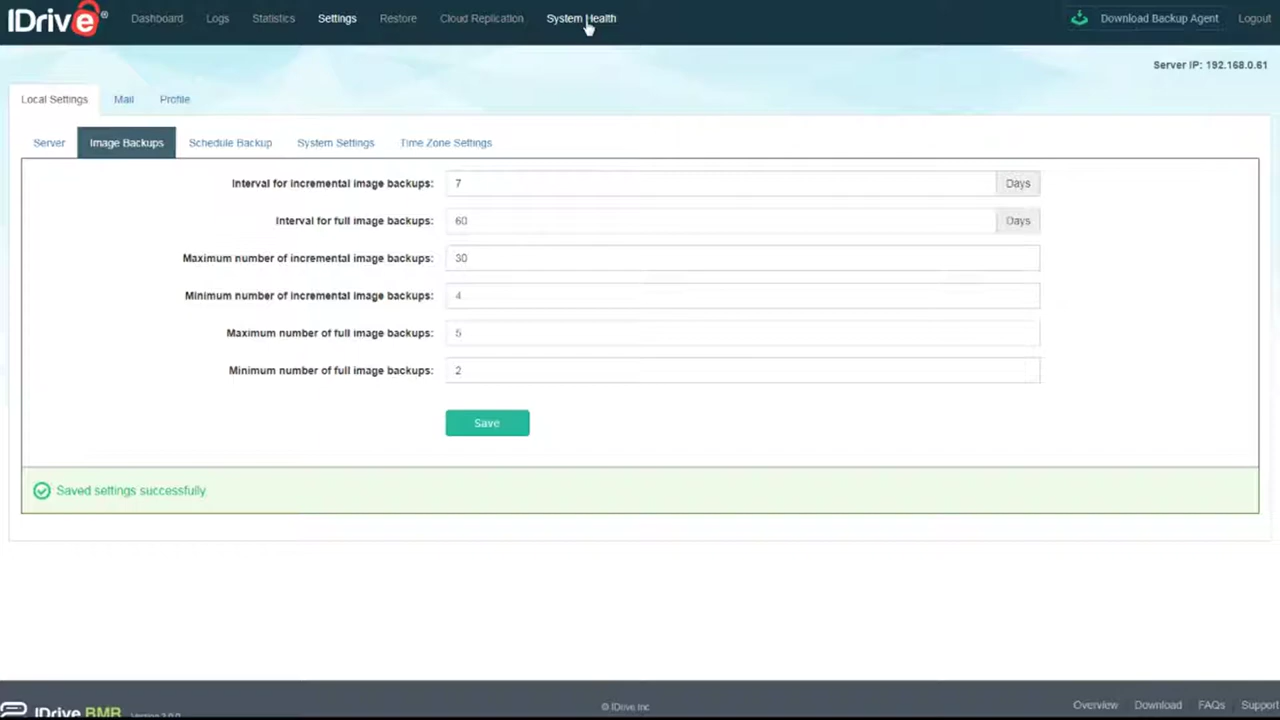 IDrive® Dashboard Logs Statistics Settings Restore Cloud Replication System Health Download Backup Agent Logout
Server IP: 192.168.0.61
Local Settings Mail Profile
Server Image Backups Schedule Backup System Settings Time Zone Settings
Interval for incremental image backups: 7 Days
Interval for full image backups: 60 Days
Maximum number of incremental image backups: 30
Minimum number of incremental image backups: 4
Maximum number of full image backups: 5
Minimum number of full image backups: 2
Save
Saved settings successfully
IDrive BMR © IDrive Inc Overview Download FAQs Support